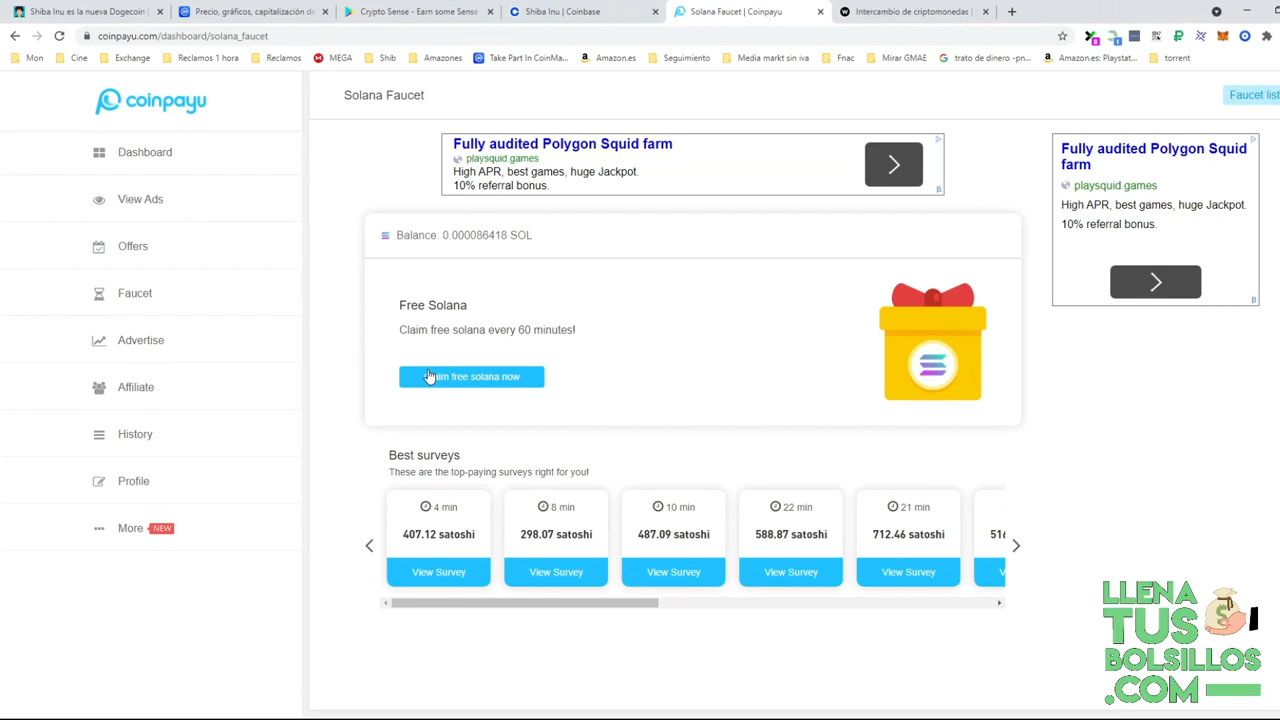 Shiba Inu es la nueva Dogecoin
Precio, gráficos, capitalización de
Crypto Sense - Earn some Sense
Shiba Inu | Coinbase
Solana Faucet | Coinpayu
Intercambio de criptomonedas |
coinpayu.com/dashboard/solana_faucet
Mon
Cine
Exchange
Reclamos 1 hora
Reclamos
MEGA
Shib
Amazones
Take Part In CoinMa...
Amazon.es
Seguimiento
Media markt sin iva
Fnac
Mirar GMAE
trato de dinero -pn...
Amazon.es: Playstat...
torrent
coinpayu
Solana Faucet
Faucet list
Dashboard
View Ads
Offers
Faucet
Advertise
Affiliate
History
Profile
More NEW
Fully audited Polygon Squid farm
playsquid.games
High APR, best games, huge Jackpot.
10% referral bonus.
Fully audited Polygon Squid
farm
playsquid.games
High APR, best games, huge Jackpot.
10% referral bonus.
Balance: 0.000086418 SOL
Free Solana
Claim free solana every 60 minutes!
free solana now
Best surveys
These are the top-paying surveys right for you!
4 min
407.12 satoshi
View Survey
8 min
298.07 satoshi
View Survey
10 min
487.09 satoshi
View Survey
22 min
588.87 satoshi
View Survey
21 min
712.46 satoshi
View Survey
LLENA
TUS
BOLSILLOS
.COM